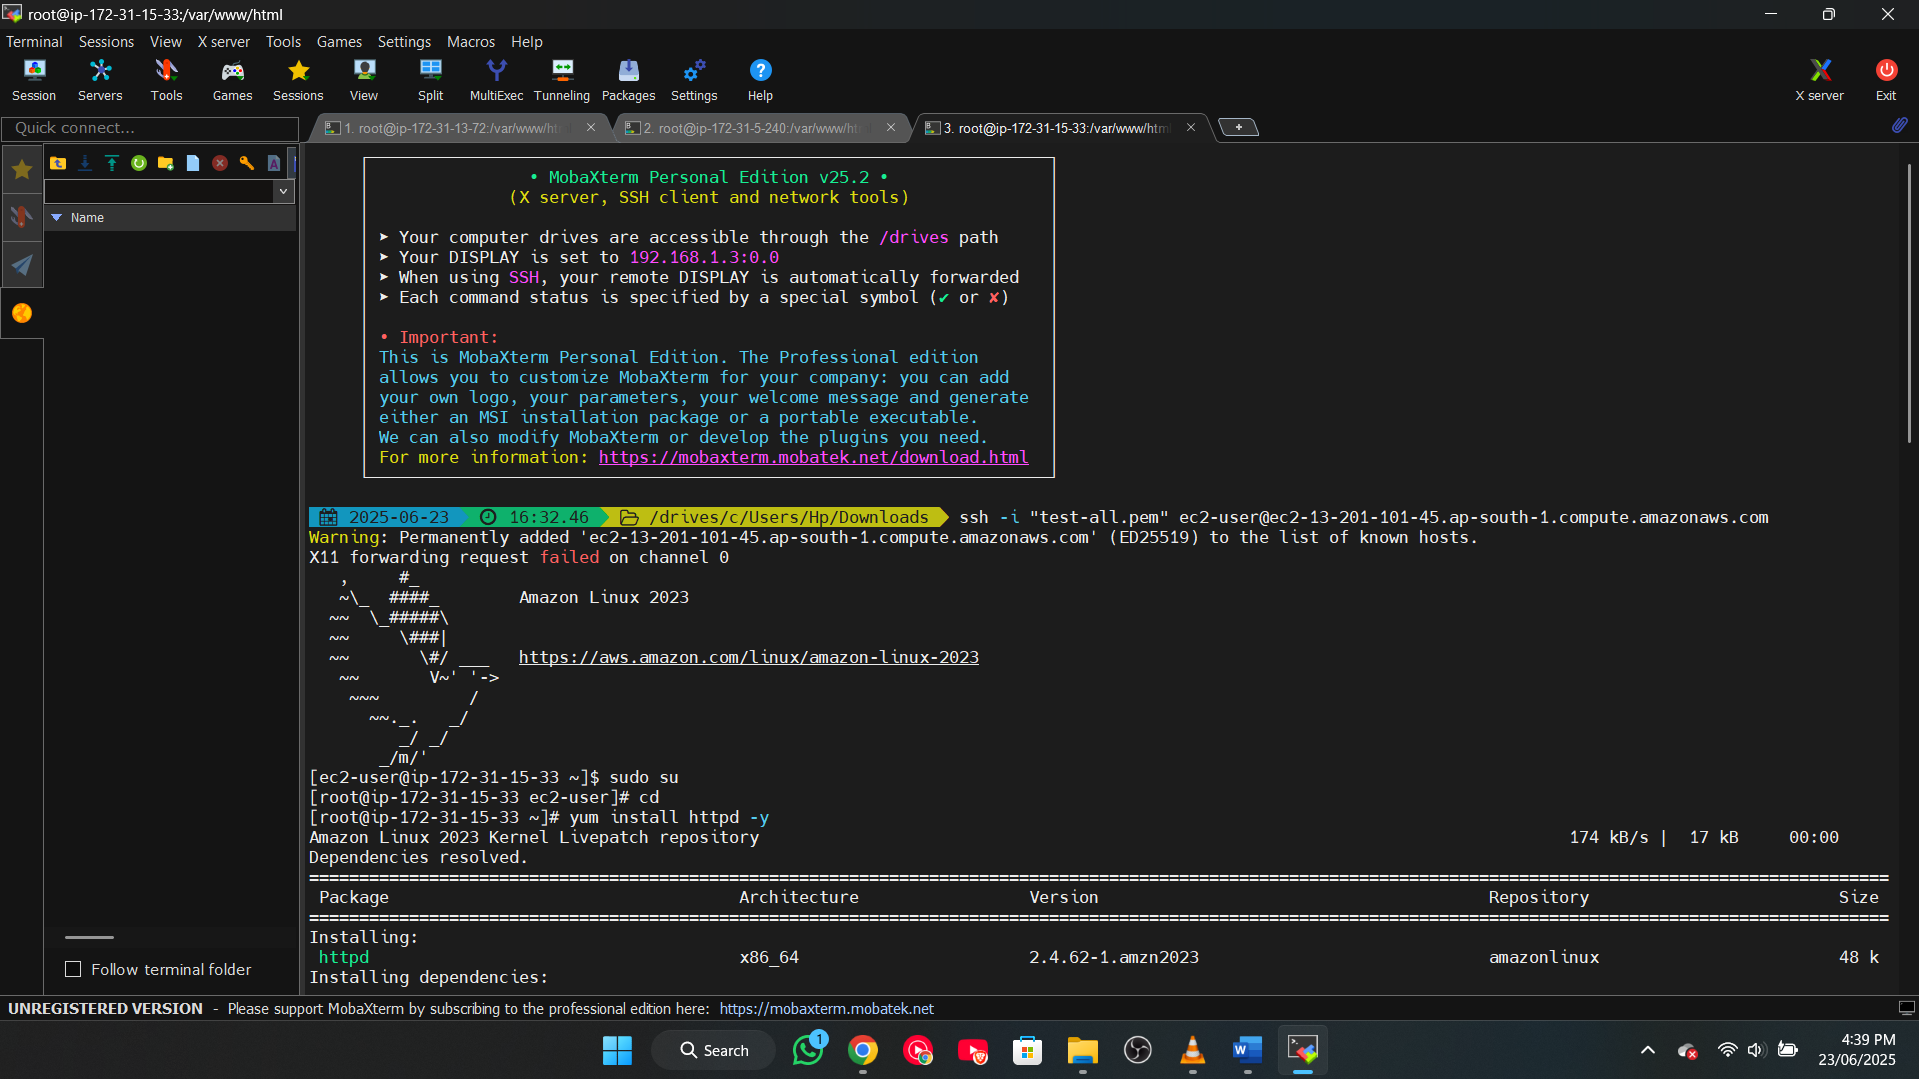 root@ip-172-31-15-33:/var/www/html
Terminal Sessions View X server Tools Games Settings Macros Help
Session Servers Tools Games Sessions View Split MultiExec Tunneling Packages Settings Help X server Exit
Quick connect...
1. root@ip-172-31-13-72:/var/www/ht
2. root@ip-172-31-5-240:/var/www/ht
3. root@ip-172-31-15-33:/var/www/htm
Name
• MobaXterm Personal Edition v25.2 •
(X server, SSH client and network tools)
➤ Your computer drives are accessible through the /drives path
➤ Your DISPLAY is set to 192.168.1.3:0.0
➤ When using SSH, your remote DISPLAY is automatically forwarded
➤ Each command status is specified by a special symbol (✔ or ✘)
• Important:
This is MobaXterm Personal Edition. The Professional edition
allows you to customize MobaXterm for your company: you can add
your own logo, your parameters, your welcome message and generate
either an MSI installation package or a portable executable.
We can also modify MobaXterm or develop the plugins you need.
For more information: https://mobaxterm.mobatek.net/download.html
2025-06-23 16:32.46 /drives/c/Users/Hp/Downloads ssh -i "test-all.pem" ec2-user@ec2-13-201-101-45.ap-south-1.compute.amazonaws.com
Warning: Permanently added 'ec2-13-201-101-45.ap-south-1.compute.amazonaws.com' (ED25519) to the list of known hosts.
X11 forwarding request failed on channel 0
   ,     #_
   ~\_  ####_        Amazon Linux 2023
  ~~  \_#####\
  ~~     \###|
  ~~       \#/ ___   https://aws.amazon.com/linux/amazon-linux-2023
   ~~       V~' '->
    ~~~         /
      ~~._.   _/
         _/ _/
       _/m/'
[ec2-user@ip-172-31-15-33 ~]$ sudo su
[root@ip-172-31-15-33 ec2-user]# cd
[root@ip-172-31-15-33 ~]# yum install httpd -y
Amazon Linux 2023 Kernel Livepatch repository 174 kB/s | 17 kB 00:00
Dependencies resolved.
Package Architecture Version Repository Size
Installing:
httpd x86_64 2.4.62-1.amzn2023 amazonlinux 48 k
Installing dependencies:
Follow terminal folder
UNREGISTERED VERSION - Please support MobaXterm by subscribing to the professional edition here: https://mobaxterm.mobatek.net
Search
1
4:39 PM
23/06/2025